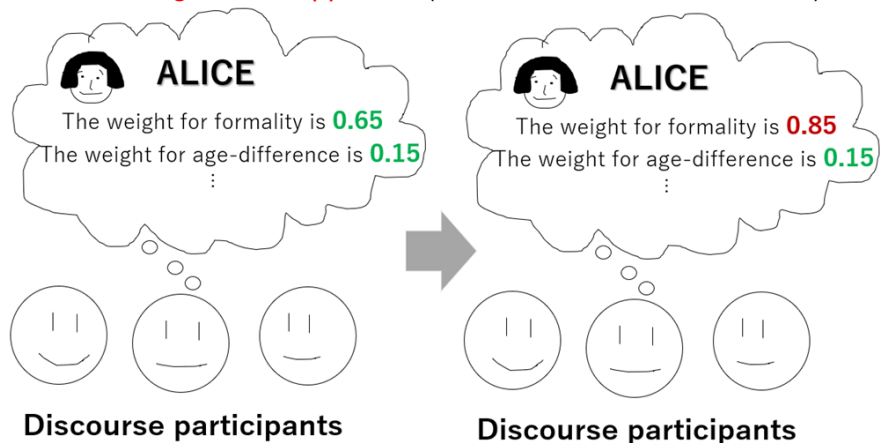 ALICE
The weight for formality is 0.65
The weight for age-difference is 0.15
⋮
Discourse participants
ALICE
The weight for formality is 0.85
The weight for age-difference is 0.15
⋮
Discourse participants